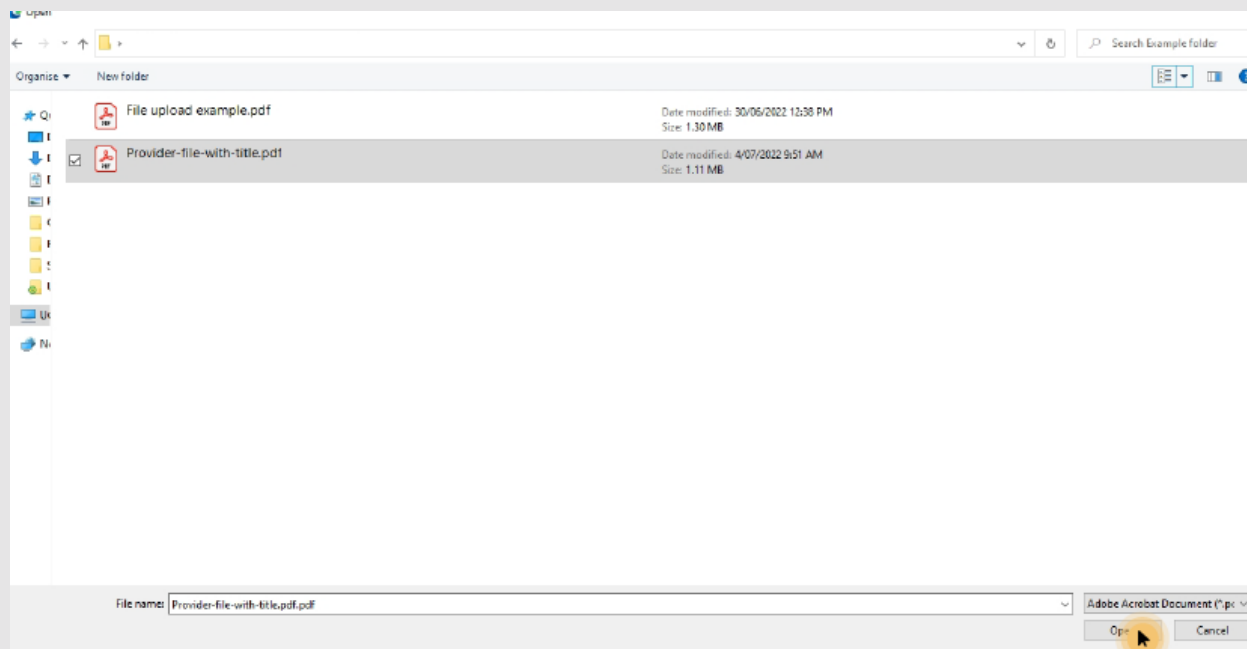 Open
Search Example folder
Organise
New folder
File upload example.pdf
Date modified: 30/06/2022 12:38 PM
Size: 1.30 MB
Provider-file-with-title.pdf
Date modified: 4/07/2022 9:51 AM
Size: 1.11 MB
File name:
Provider-file-with-title.pdf.pdf
Adobe Acrobat Document (*.pc
Cancel